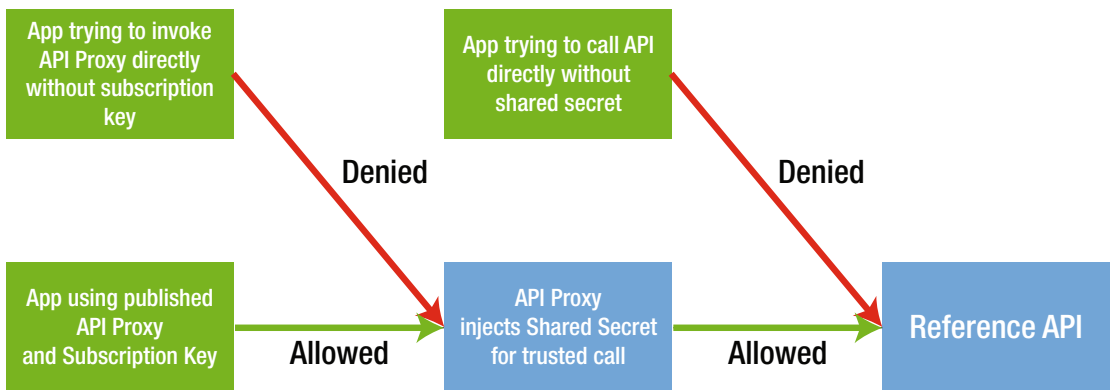 App trying to invoke
API Proxy directly
without subscription
key
App trying to call API
directly without
shared secret
Denied
Denied
App using published
API Proxy
and Subscription Key
Allowed
API Proxy
injects Shared Secret
for trusted call
Allowed
Reference API